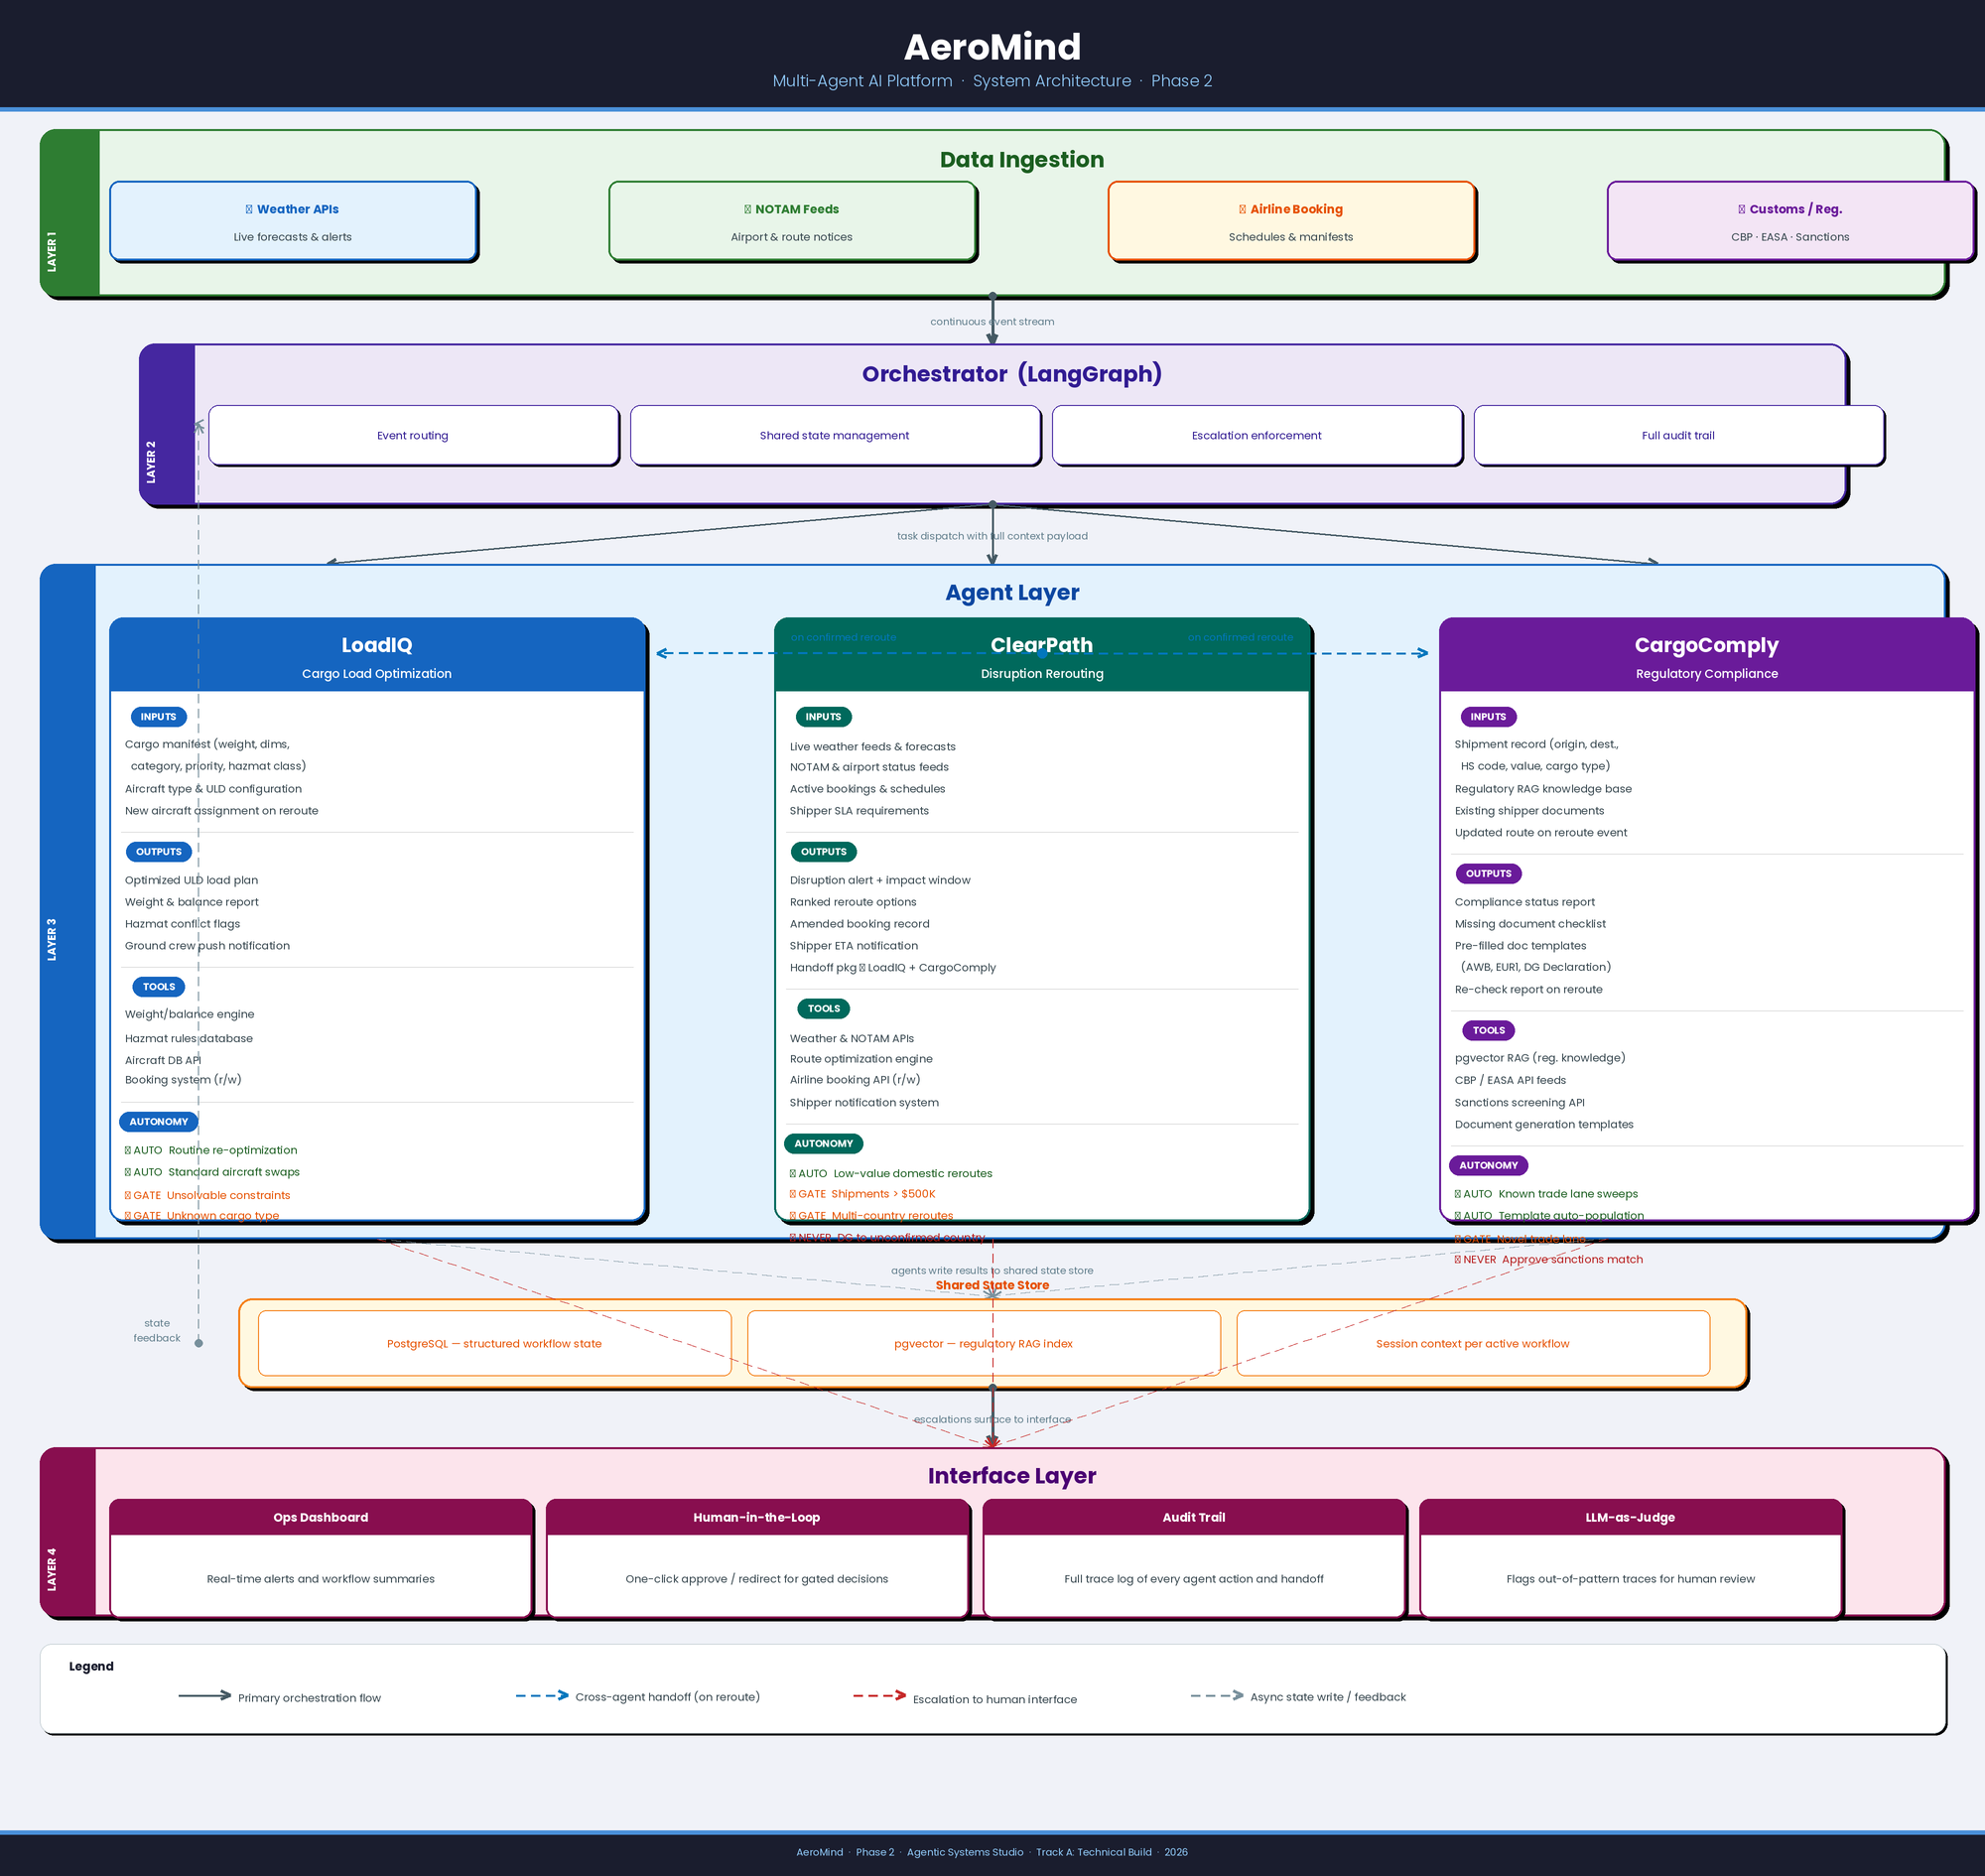 AeroMind
Multi-Agent AI Platform · System Architecture · Phase 2
LAYER 1
Data Ingestion
Weather APIs
Live forecasts & alerts
NOTAM Feeds
Airport & route notices
Airline Booking
Schedules & manifests
Customs / Reg.
CBP · EASA · Sanctions
continuous event stream
LAYER 2
Orchestrator (LangGraph)
Event routing
Shared state management
Escalation enforcement
Full audit trail
task dispatch with full context payload
LAYER 3
Agent Layer
LoadIQ
Cargo Load Optimization
INPUTS
Cargo manifest (weight, dims,
category, priority, hazmat class)
Aircraft type & ULD configuration
New aircraft assignment on reroute
OUTPUTS
Optimized ULD load plan
Weight & balance report
Hazmat conflict flags
Ground crew push notification
TOOLS
Weight/balance engine
Hazmat rules database
Aircraft DB API
Booking system (r/w)
AUTONOMY
AUTO Routine re-optimization
AUTO Standard aircraft swaps
GATE Unsolvable constraints
GATE Unknown cargo type
on confirmed reroute
on confirmed reroute
ClearPath
Disruption Rerouting
INPUTS
Live weather feeds & forecasts
NOTAM & airport status feeds
Active bookings & schedules
Shipper SLA requirements
OUTPUTS
Disruption alert + impact window
Ranked reroute options
Amended booking record
Shipper ETA notification
Handoff pkg LoadIQ + CargoComply
TOOLS
Weather & NOTAM APIs
Route optimization engine
Airline booking API (r/w)
Shipper notification system
AUTONOMY
AUTO Low-value domestic reroutes
GATE Shipments > $500K
GATE Multi-country reroutes
NEVER DG to unconfirmed country
CargoComply
Regulatory Compliance
INPUTS
Shipment record (origin, dest.,
HS code, value, cargo type)
Regulatory RAG knowledge base
Existing shipper documents
Updated route on reroute event
OUTPUTS
Compliance status report
Missing document checklist
Pre-filled doc templates
(AWB, EUR1, DG Declaration)
Re-check report on reroute
TOOLS
pgvector RAG (reg. knowledge)
CBP / EASA API feeds
Sanctions screening API
Document generation templates
AUTONOMY
AUTO Known trade lane sweeps
AUTO Template auto-population
GATE Novel trade lane
NEVER Approve sanctions match
agents write results to shared state store
Shared State Store
state
feedback
PostgreSQL — structured workflow state
pgvector — regulatory RAG index
Session context per active workflow
escalations surface to interface
LAYER 4
Interface Layer
Ops Dashboard
Real-time alerts and workflow summaries
Human-in-the-Loop
One-click approve / redirect for gated decisions
Audit Trail
Full trace log of every agent action and handoff
LLM-as-Judge
Flags out-of-pattern traces for human review
Legend
Primary orchestration flow
Cross-agent handoff (on reroute)
Escalation to human interface
Async state write / feedback
AeroMind · Phase 2 · Agentic Systems Studio · Track A: Technical Build · 2026